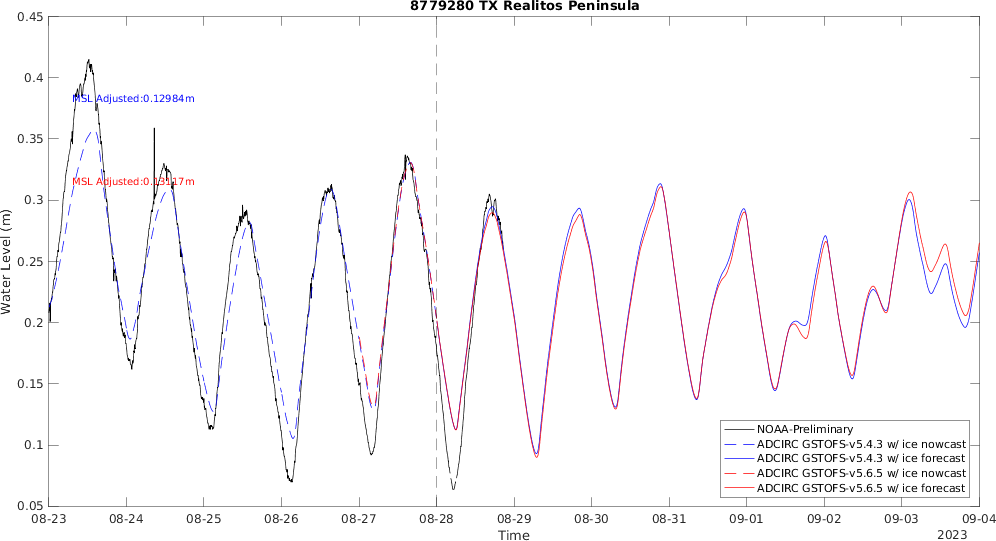 8779280 TX Realitos Peninsula
0.45
0.4
0.35
0.3
0.25
0.2
0.15
0.1
0.05
Water Level (m)
MSL Adjusted:0.12984m
MSL Adjusted:0.13117m
NOAA-Preliminary
ADCIRC GSTOFS-v5.4.3 w/ ice nowcast
ADCIRC GSTOFS-v5.4.3 w/ ice forecast
ADCIRC GSTOFS-v5.6.5 w/ ice nowcast
ADCIRC GSTOFS-v5.6.5 w/ ice forecast
08-23 08-24 08-25 08-26 08-27 08-28 08-29 08-30 08-31 09-01 09-02 09-03 09-04
Time
2023